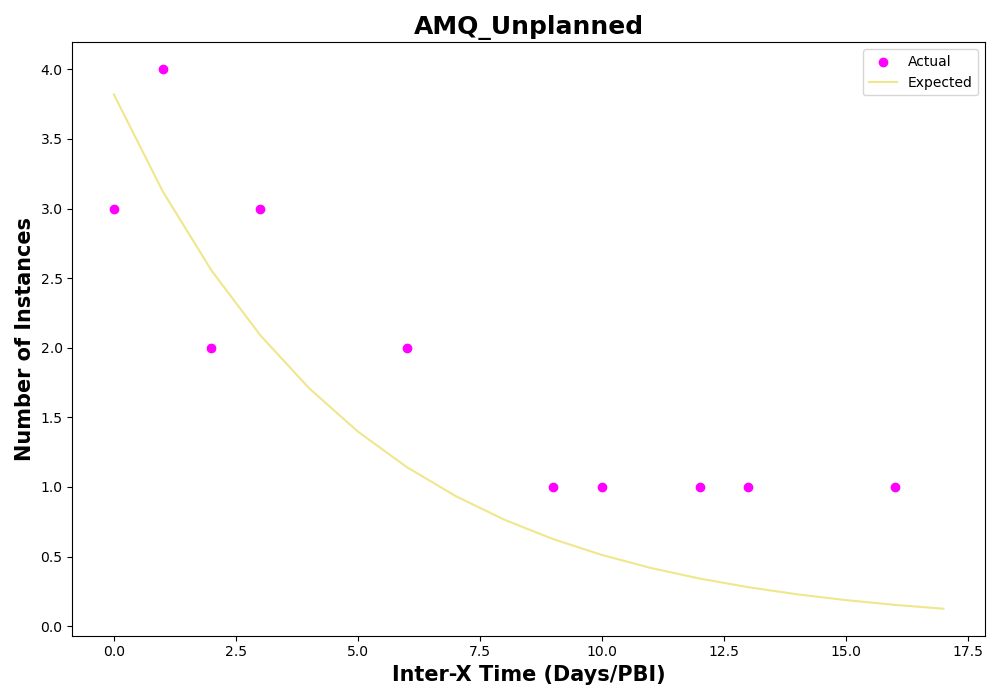 AMQ_Unplanned
Actual
Expected
Number of Instances
4.0
3.5
3.0
2.5
2.0
1.5
1.0
0.5
0.0
0.0 2.5 5.0 7.5 10.0 12.5 15.0 17.5
Inter-X Time (Days/PBI)